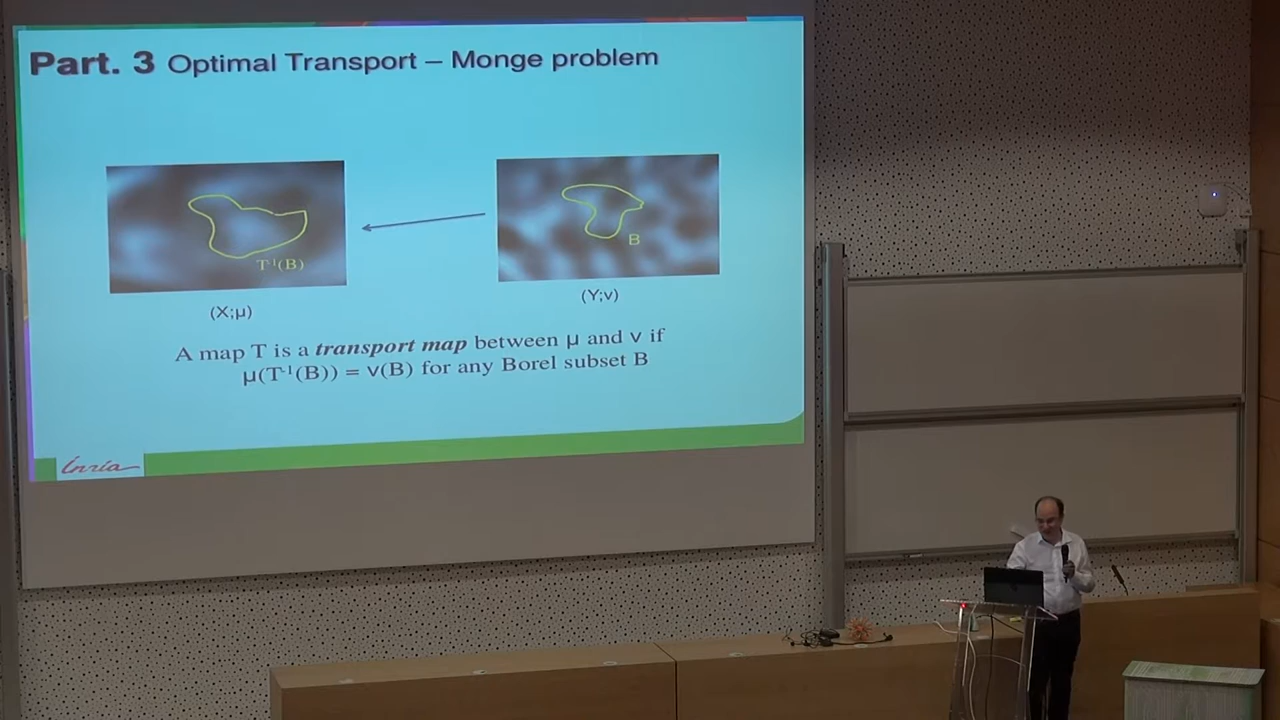 Part. 3 Optimal Transport – Monge problem
T⁻¹(B)
B
(X;μ)
(Y;ν)
A map T is a transport map between μ and ν if
μ(T⁻¹(B)) = ν(B) for any Borel subset B
Inria